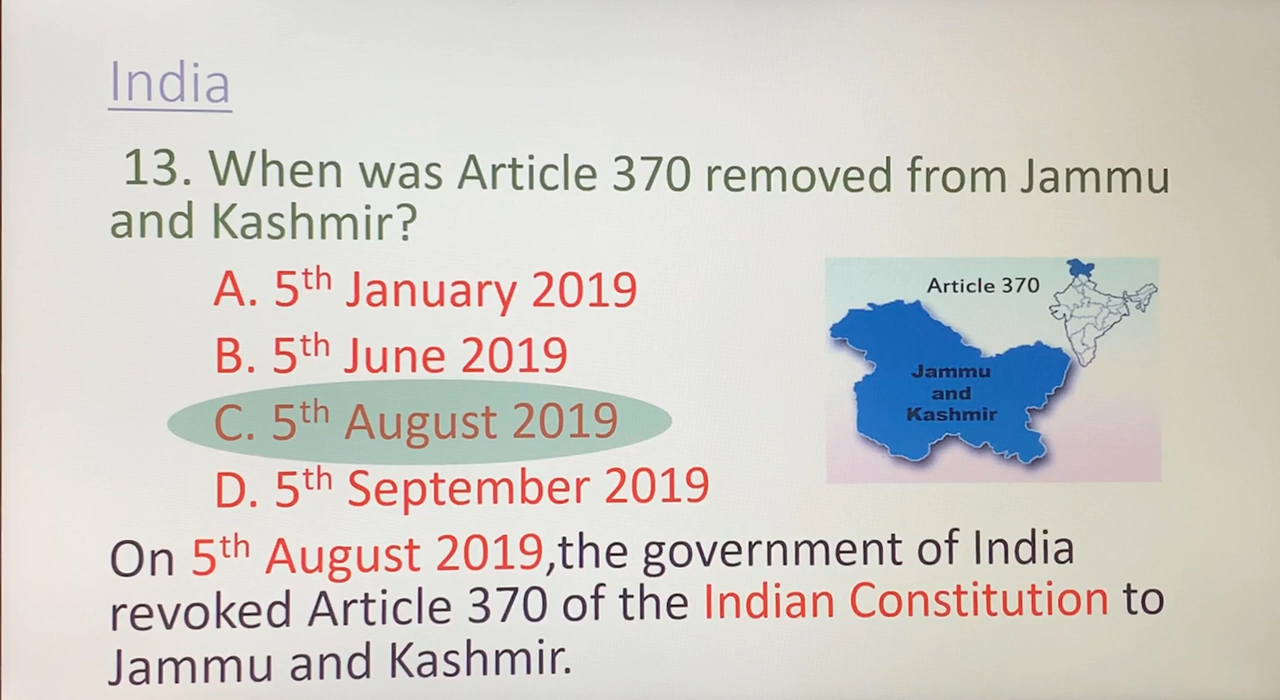 India
13. When was Article 370 removed from Jammu
and Kashmir?
A. 5th January 2019
B. 5th June 2019
C. 5th August 2019
D. 5th September 2019
Article 370
Jammu
and
Kashmir
On 5th August 2019,the government of India
revoked Article 370 of the Indian Constitution to
Jammu and Kashmir.